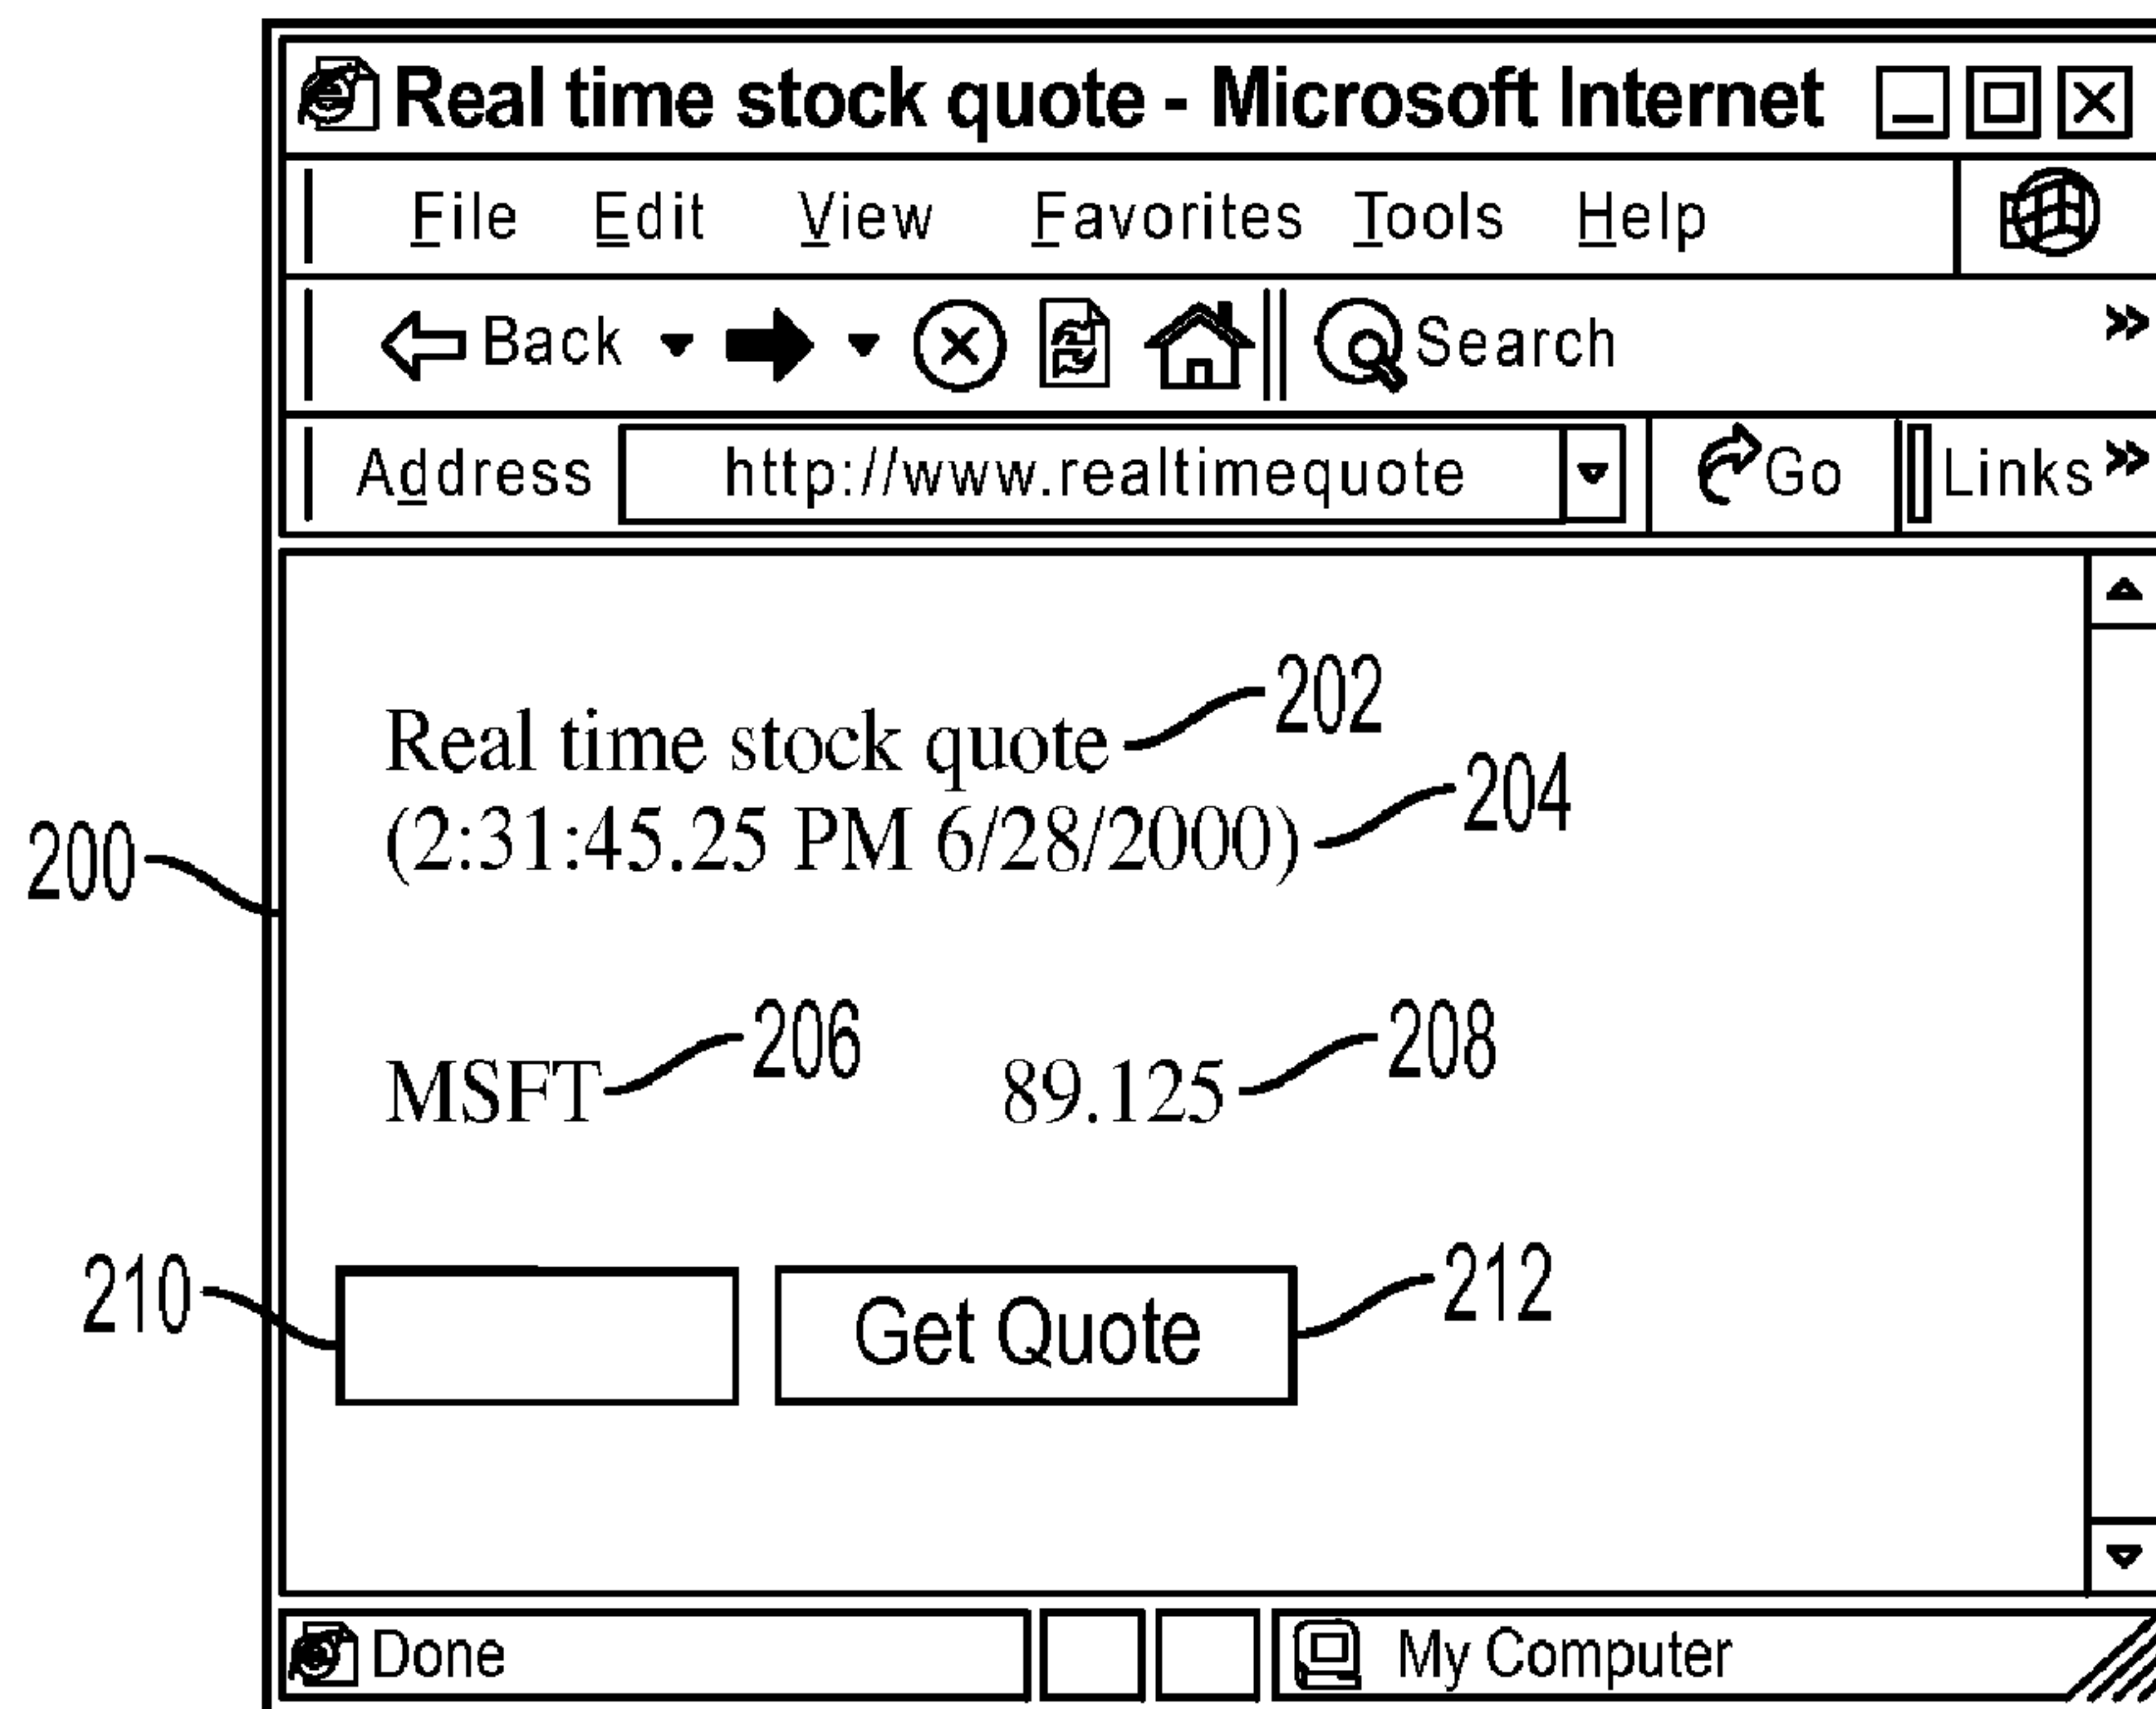 Real time stock quote - Microsoft Internet
File Edit View Favorites Tools Help
Back Search »
Address http://www.realtimequote Go Links »
202
Real time stock quote
204
(2:31:45.25 PM 6/28/2000)
200
206 208
MSFT 89.125
210 Get Quote 212
Done My Computer